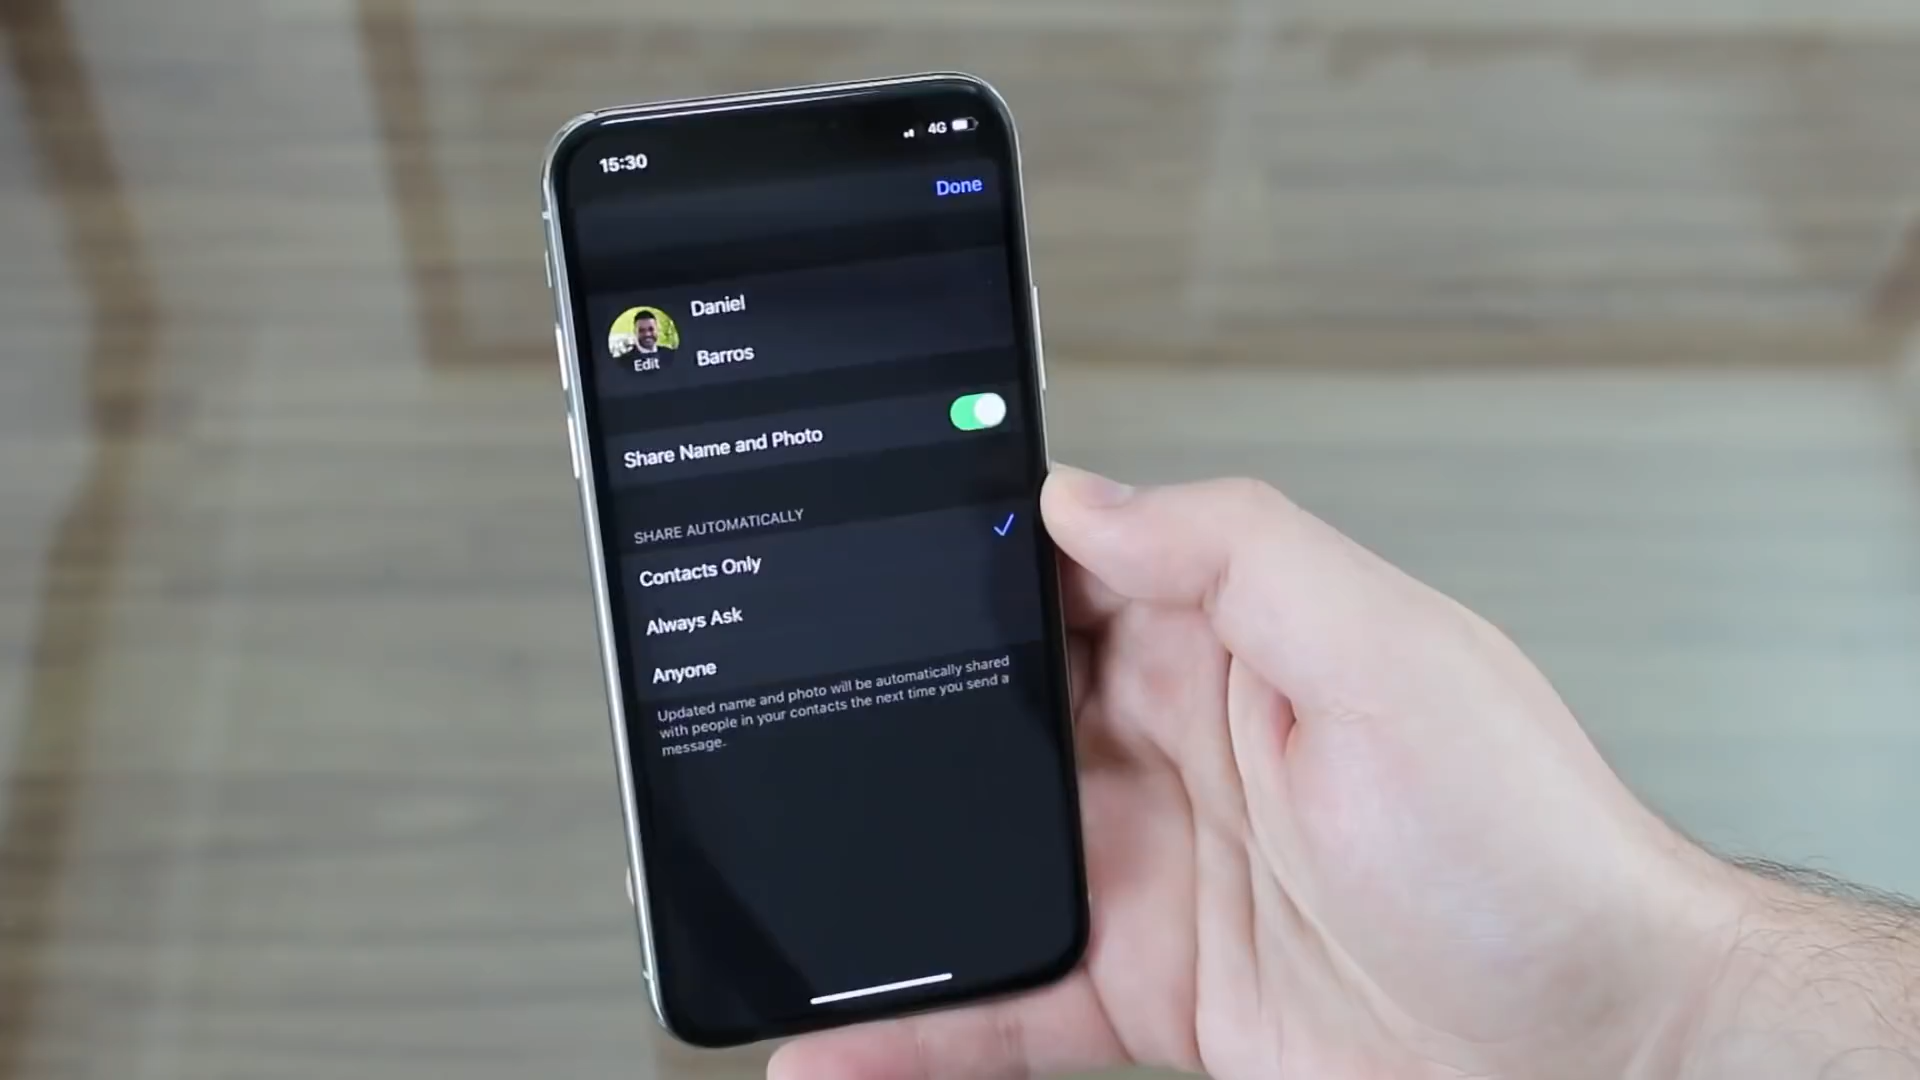 15:30
4G
Done
Daniel
Barros
Edit
Share Name and Photo
SHARE AUTOMATICALLY
Contacts Only
Always Ask
Anyone
Updated name and photo will be automatically shared
with people in your contacts the next time you send a
message.